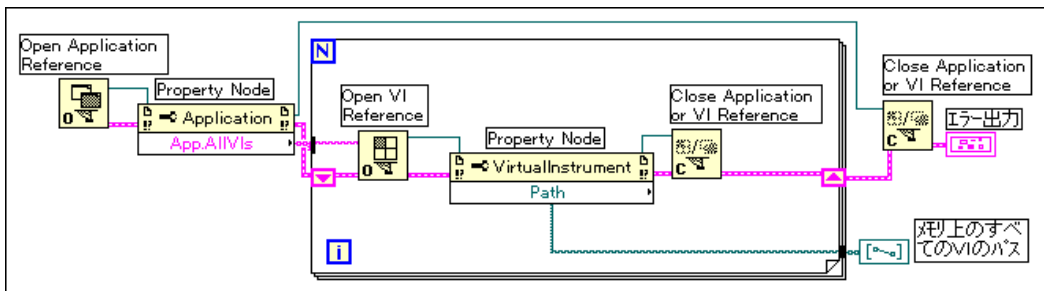 Open Application
Reference
Property Node
Application
App.AllVIs
N
Open VI
Reference
Property Node
VirtualInstrument
Path
Close Application
or VI Reference
i
Close Application
or VI Reference
エラー出力
メモリ上のすべ
てのVIのパス